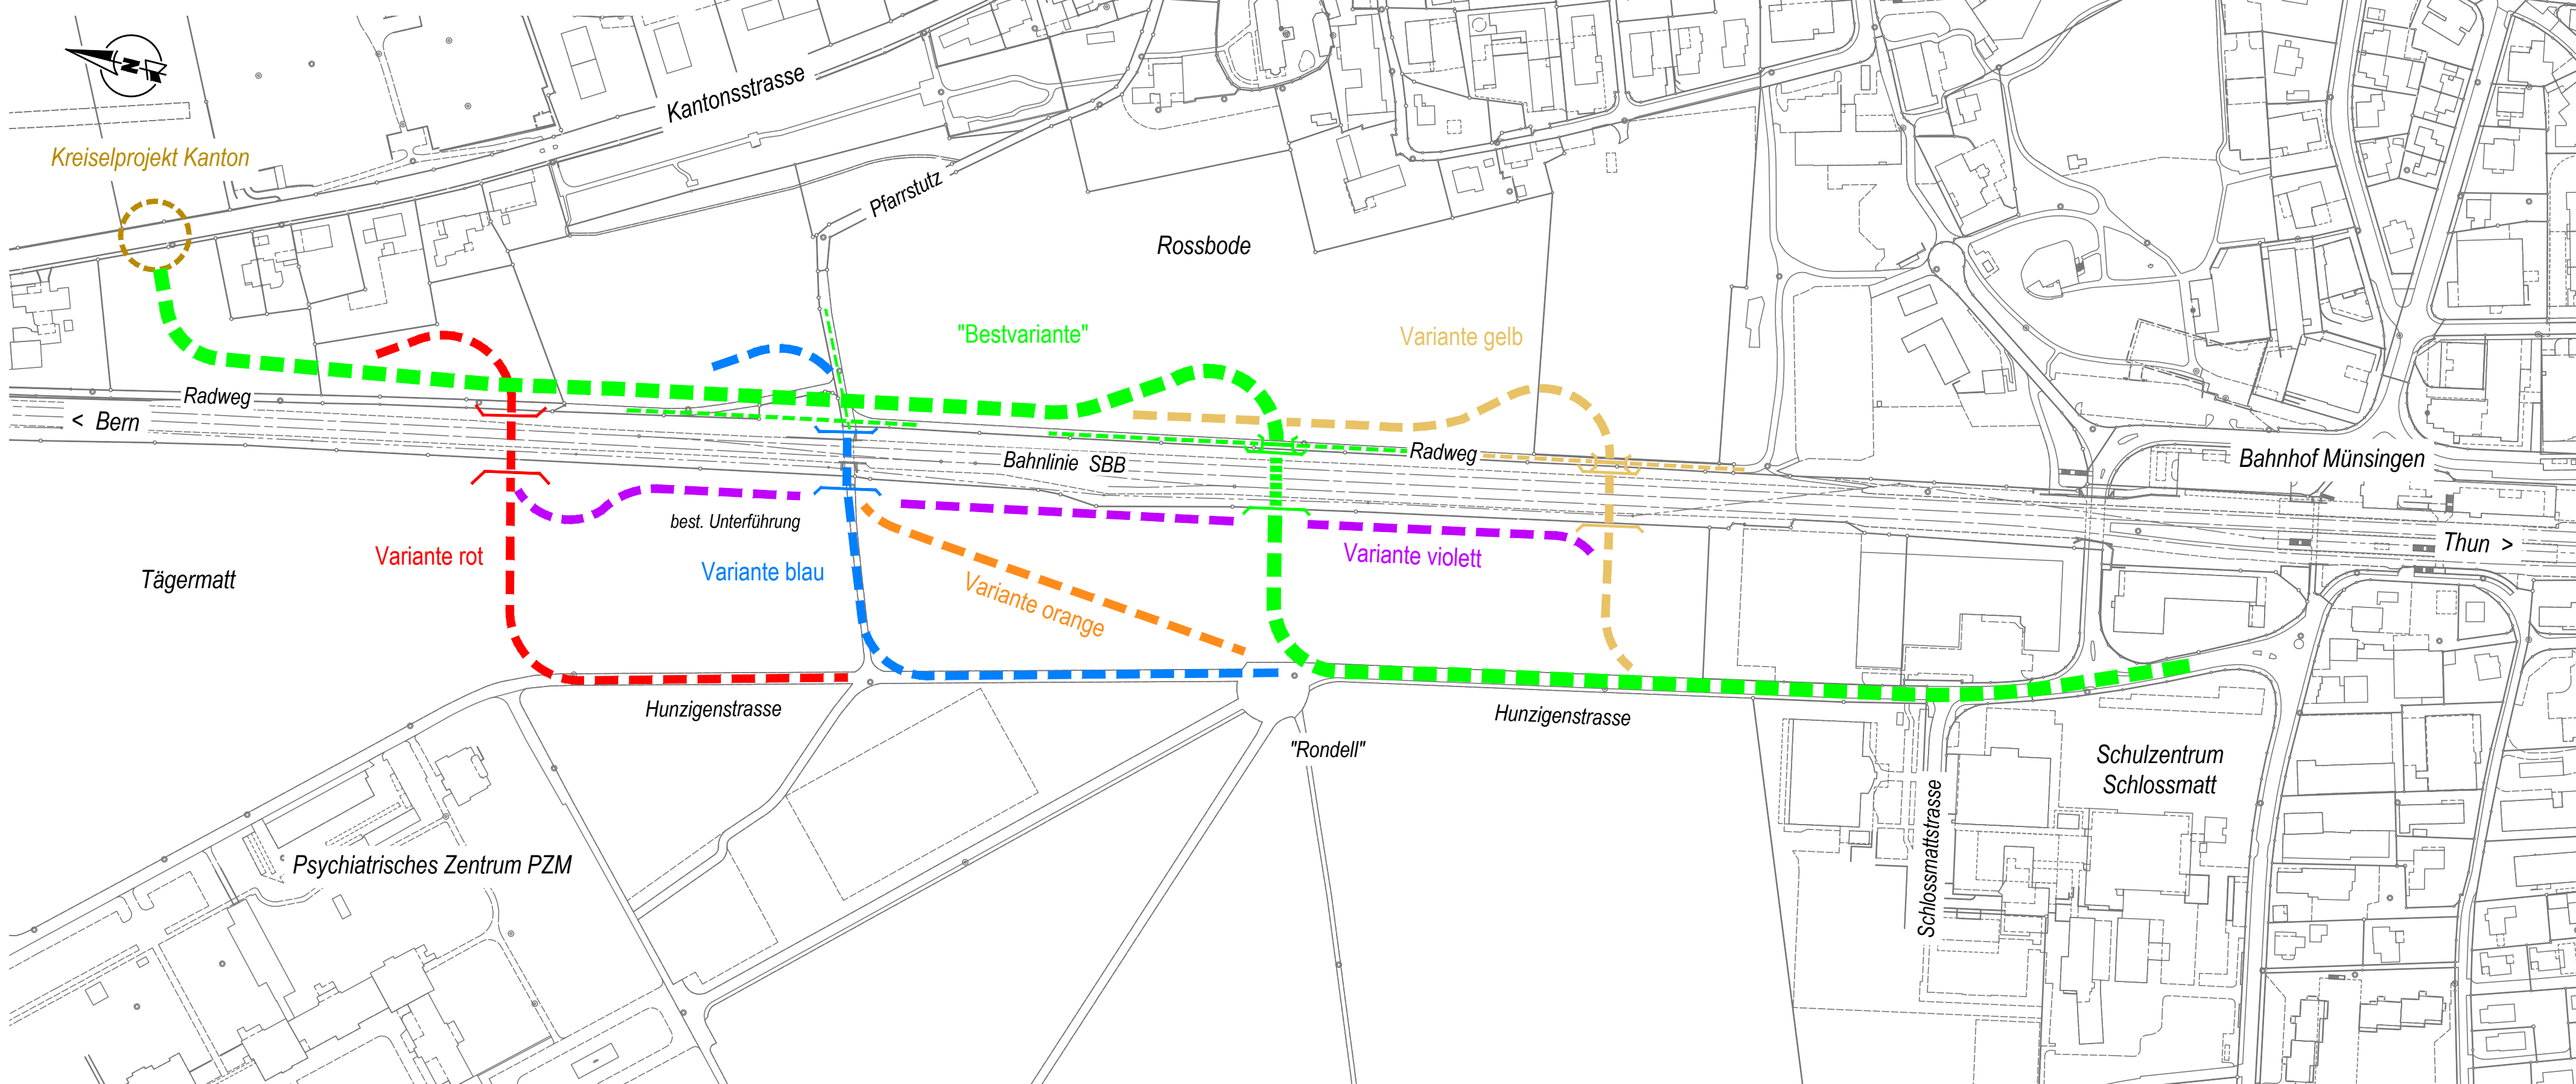 N
Kantonsstrasse
Kreiselprojekt Kanton
Pfarrstutz
Rossbode
"Bestvariante"
Variante gelb
Radweg
< Bern
Bahnlinie SBB
Radweg
Bahnhof Münsingen
best. Unterführung
Variante rot
Variante blau
Variante orange
Variante violett
Thun >
Tägermatt
Hunzigenstrasse
Hunzigenstrasse
"Rondell"
Schulzentrum
Schlossmatt
Schlossmattstrasse
Psychiatrisches Zentrum PZM